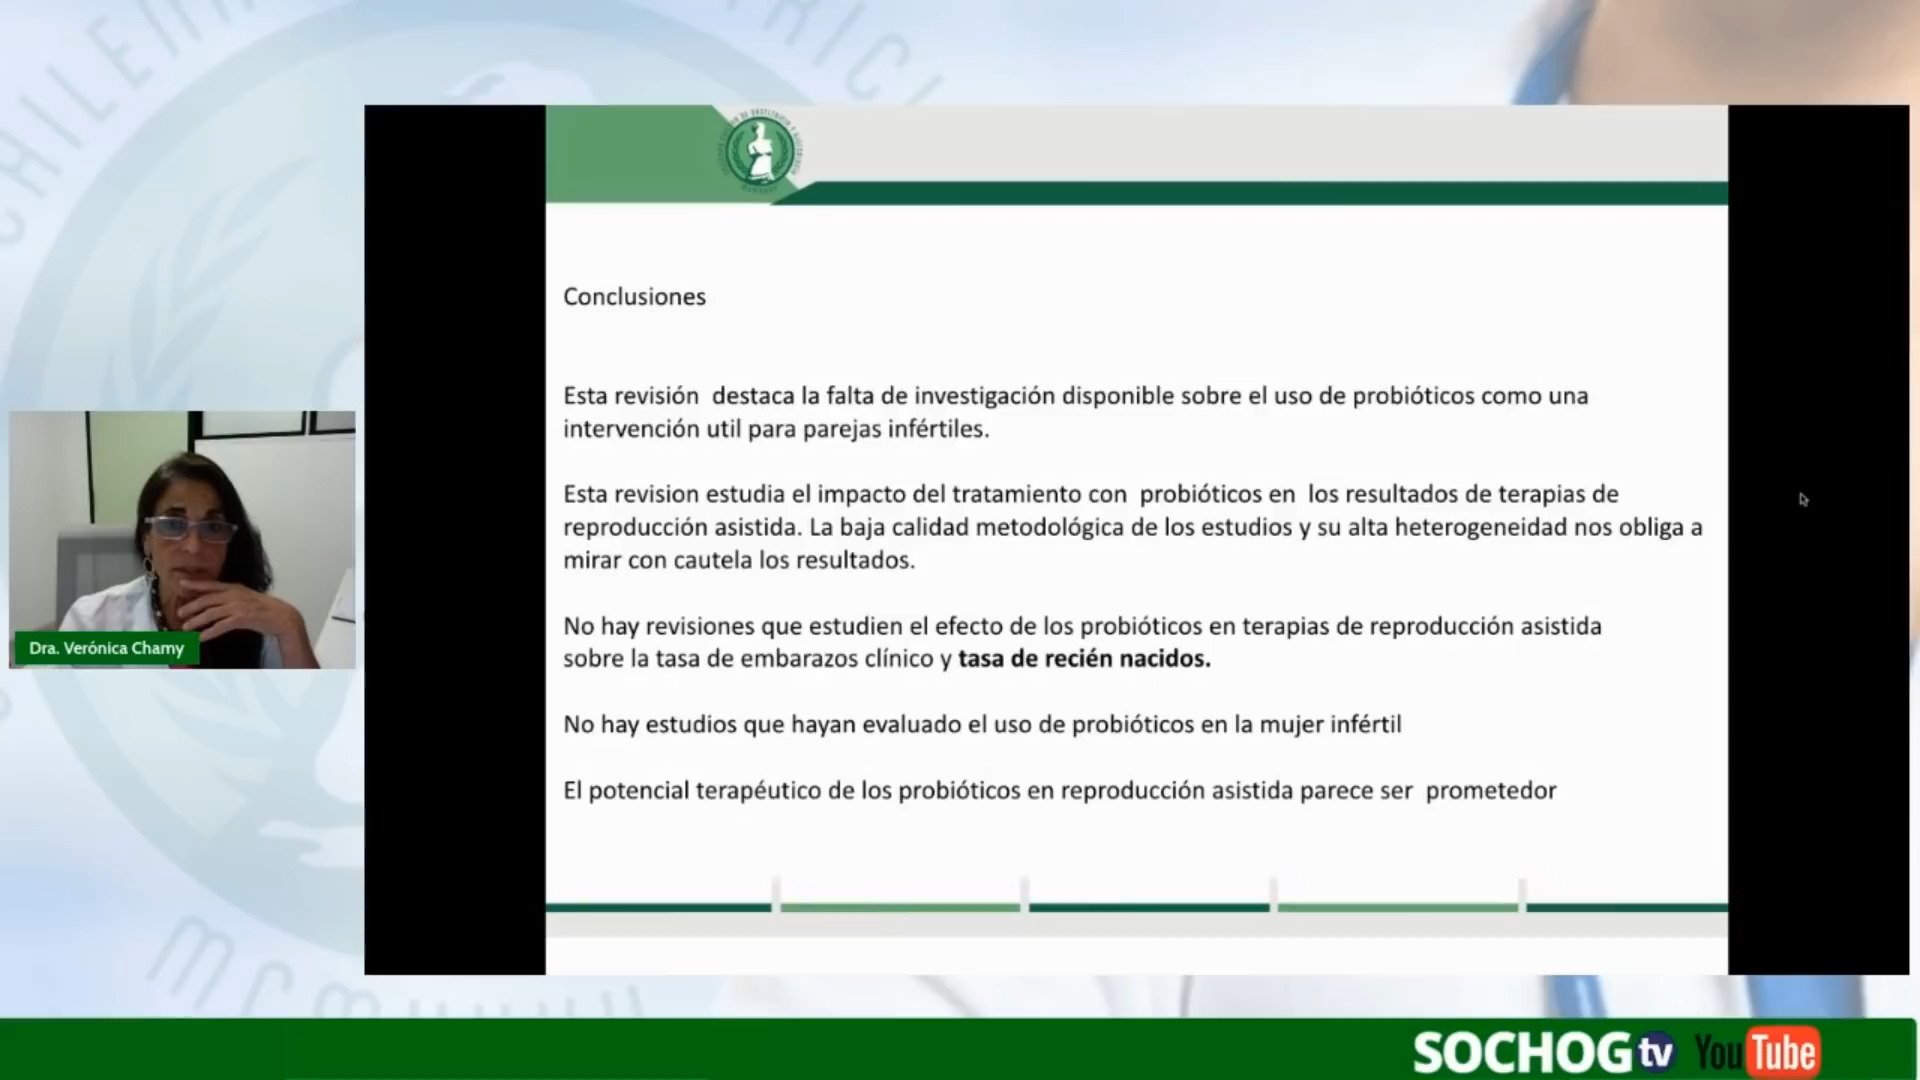 Conclusiones
Esta revisión destaca la falta de investigación disponible sobre el uso de probióticos como una
intervención util para parejas infértiles.
Esta revision estudia el impacto del tratamiento con probióticos en los resultados de terapias de
reproducción asistida. La baja calidad metodológica de los estudios y su alta heterogeneidad nos obliga a
mirar con cautela los resultados.
No hay revisiones que estudien el efecto de los probióticos en terapias de reproducción asistida
sobre la tasa de embarazos clínico y tasa de recién nacidos.
No hay estudios que hayan evaluado el uso de probióticos en la mujer infértil
El potencial terapéutico de los probióticos en reproducción asistida parece ser prometedor
Dra. Verónica Chamy
SOCHOG tv YouTube